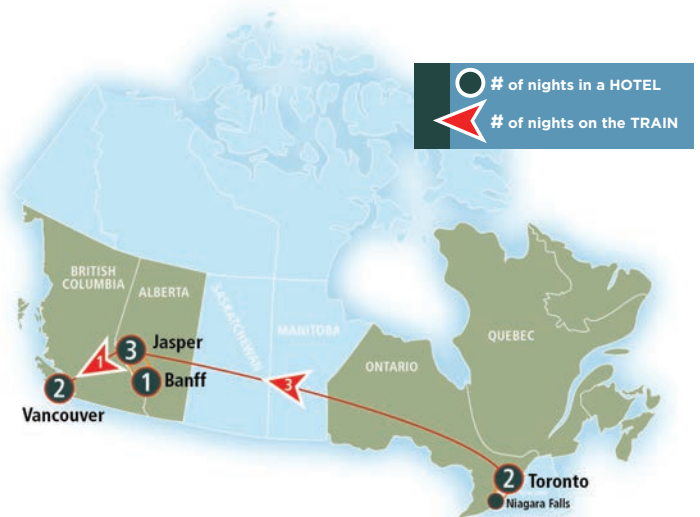 # of nights in a HOTEL
# of nights on the TRAIN
BRITISH
COLUMBIA
ALBERTA
SASKATCHEWAN
MANITOBA
ONTARIO
QUEBEC
3
Jasper
1
1
Banff
3
2
Vancouver
2
Toronto
Niagara Falls